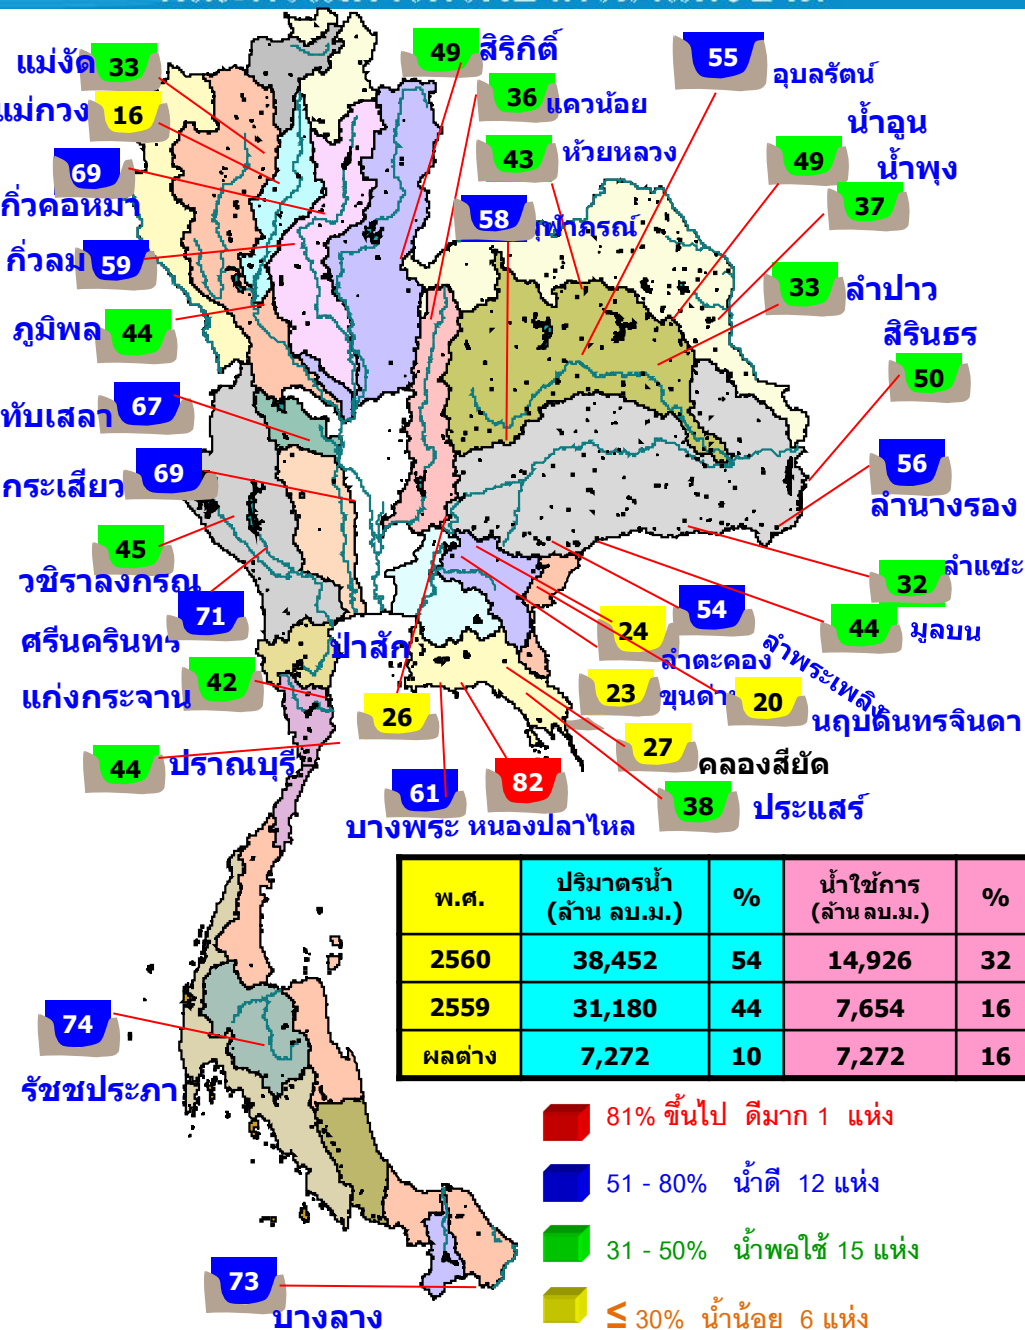 49 สิริกิติ์
แม่งัด 33
55 อุบลรัตน์
36 แควน้อย
แม่กวง 16
น้ำอูน
43 ห้วยหลวง
49 น้ำพุง
69
37
กิ่วคอหมา
58 จุฬาภรณ์
กิ่วลม 59
33 ลำปาว
ภูมิพล 44
สิรินธร
50
ทับเสลา 67
56
กระเสียว 69
ลำนางรอง
45
วชิราลงกรณ
32 ลำแชะ
71
54
24
44 มูลบน
ศรีนครินทร์
ป่าสัก
ลำตะคอง
ลำพระเพลิง
แก่งกระจาน 42
23 ขุนด่าน
20 นฤบดินทรจินดา
26
27 คลองสียัด
44 ปราณบุรี
61
82
38 ประแสร์
บางพระ หนองปลาไหล
พ.ศ. ปริมาตรน้ำ (ล้าน ลบ.ม.) % น้ำใช้การ (ล้าน ลบ.ม.) %
2560 38,452 54 14,926 32
2559 31,180 44 7,654 16
ผลต่าง 7,272 10 7,272 16
74
รัชชประภา
81% ขึ้นไป ดีมาก 1 แห่ง
51 - 80% น้ำดี 12 แห่ง
31 - 50% น้ำพอใช้ 15 แห่ง
≤ 30% น้ำน้อย 6 แห่ง
73
บางลาง